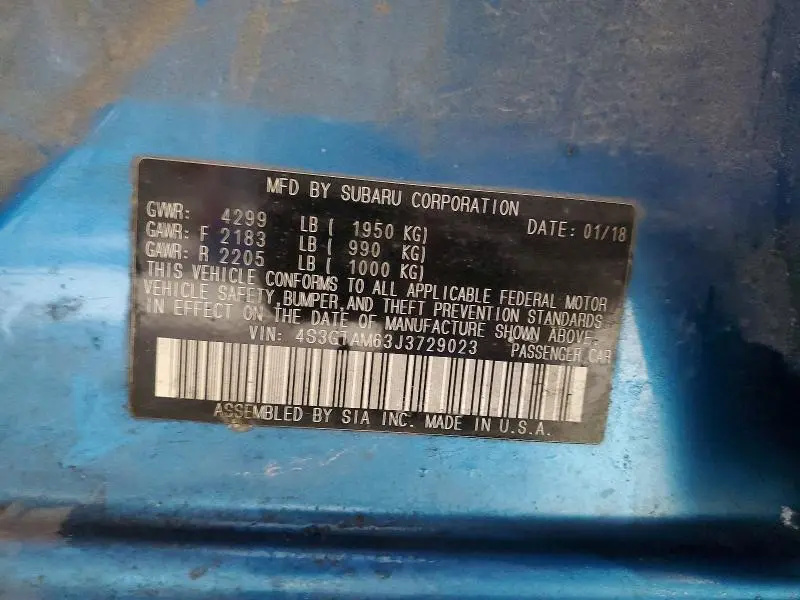 MFD BY SUBARU CORPORATION
GVWR: 4299 LB ( 1950 KG) DATE: 01/18
GAWR: F 2183 LB ( 990 KG)
GAWR: R 2205 LB ( 1000 KG)
THIS VEHICLE CONFORMS TO ALL APPLICABLE FEDERAL MOTOR
VEHICLE SAFETY, BUMPER, AND THEFT PREVENTION STANDARDS
IN EFFECT ON THE DATE OF MANUFACTURE SHOWN ABOVE.
VIN: 4S3GTAM63J3729023 PASSENGER CAR
ASSEMBLED BY SIA INC. MADE IN U.S.A.